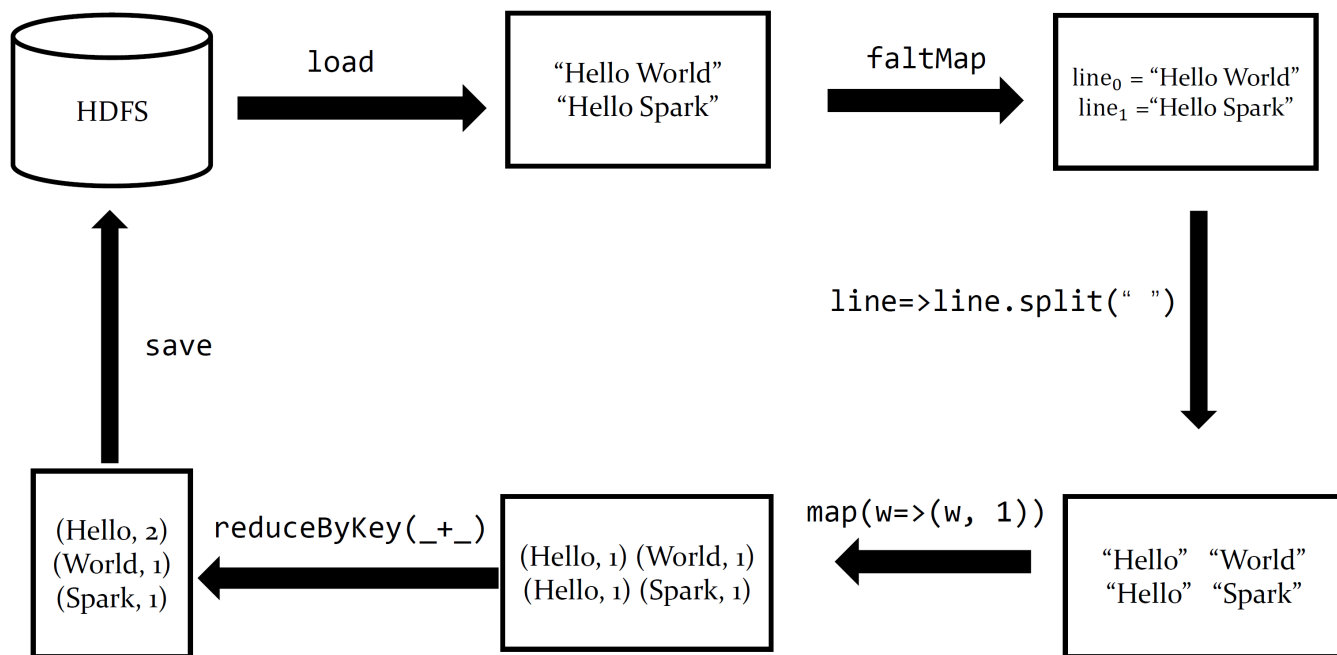 HDFS
load
“Hello World”
“Hello Spark”
faltMap
line₀ = “Hello World”
line₁ =“Hello Spark”
line=>line.split(“ ”)
“Hello” “World”
“Hello” “Spark”
map(w=>(w, 1))
(Hello, 1) (World, 1)
(Hello, 1) (Spark, 1)
reduceByKey(_+_)
(Hello, 2)
(World, 1)
(Spark, 1)
save